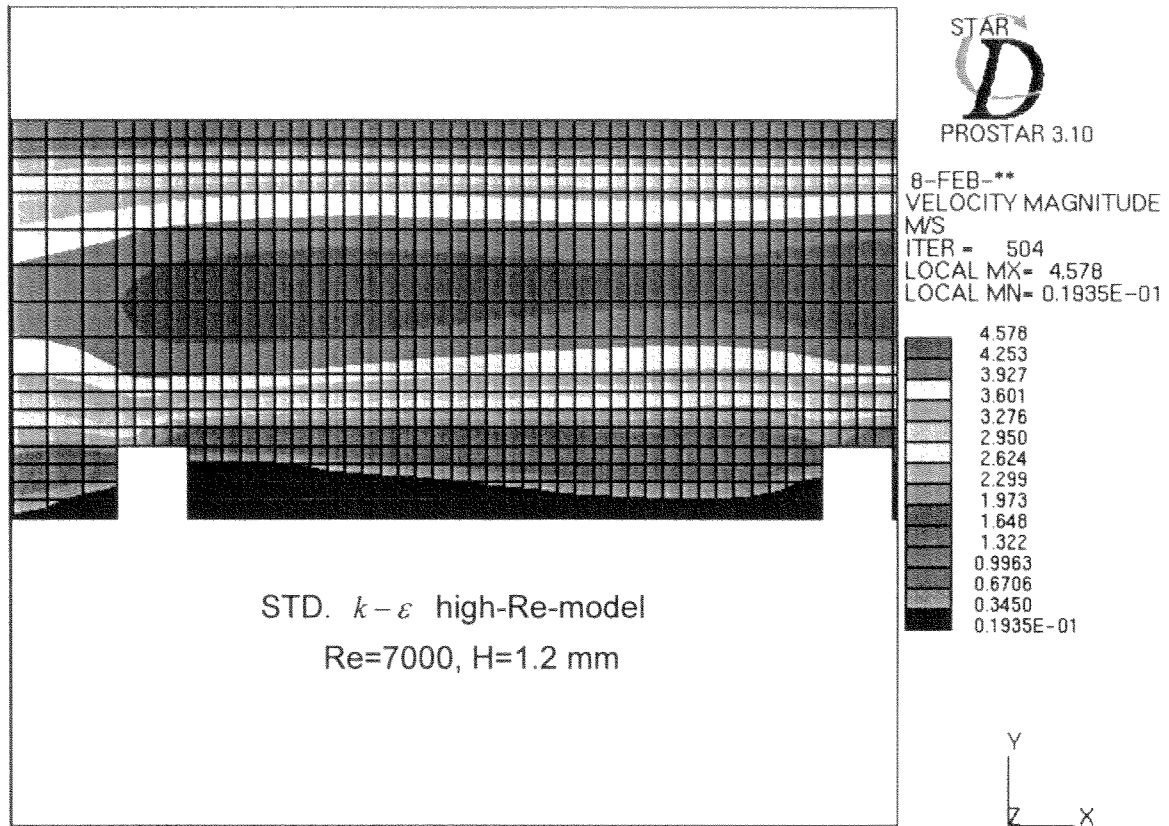 STAR
CD
PROSTAR 3.10
8-FEB-**
VELOCITY MAGNITUDE
M/S
ITER = 504
LOCAL MX= 4.578
LOCAL MN= 0.1935E-01
4.578
4.253
3.927
3.601
3.276
2.950
2.624
2.299
1.973
1.648
1.322
0.9963
0.6706
0.3450
0.1935E-01
STD. k-ε high-Re-model
Re=7000, H=1.2 mm
Y
Z X